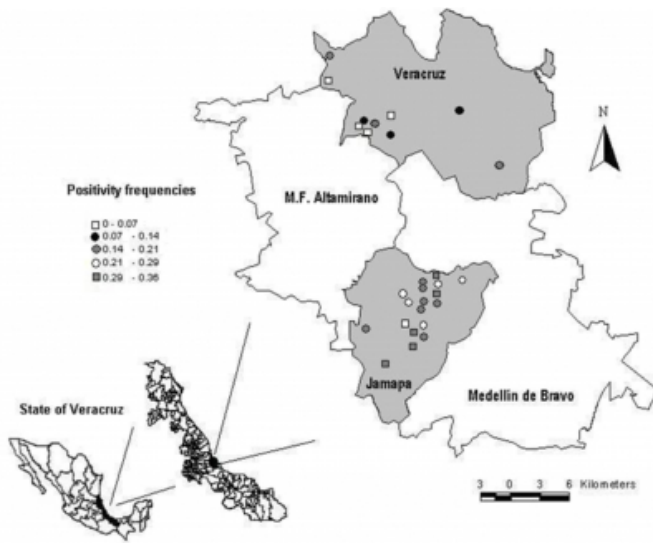 Veracruz
N
Positivity frequencies
M.F. Altamirano
0 - 0.07
0.07 - 0.14
0.14 - 0.21
0.21 - 0.29
0.29 - 0.36
State of Veracruz
Jamapa
Medellin de Bravo
3 0 3 6 Kilometers